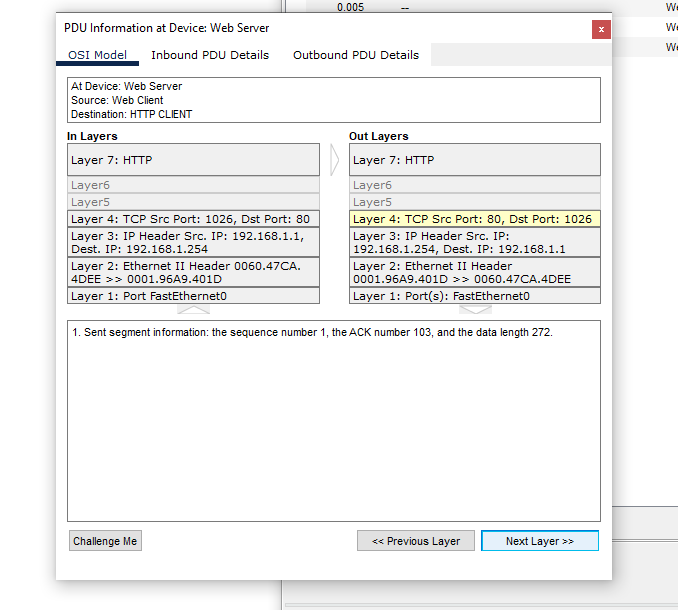 0.005 -- We
We
We
PDU Information at Device: Web Server
x
OSI Model Inbound PDU Details Outbound PDU Details
At Device: Web Server
Source: Web Client
Destination: HTTP CLIENT
In Layers
Layer 7: HTTP
Layer6
Layer5
Layer 4: TCP Src Port: 1026, Dst Port: 80
Layer 3: IP Header Src. IP: 192.168.1.1,
Dest. IP: 192.168.1.254
Layer 2: Ethernet II Header 0060.47CA.
4DEE >> 0001.96A9.401D
Layer 1: Port FastEthernet0
Out Layers
Layer 7: HTTP
Layer6
Layer5
Layer 4: TCP Src Port: 80, Dst Port: 1026
Layer 3: IP Header Src. IP:
192.168.1.254, Dest. IP: 192.168.1.1
Layer 2: Ethernet II Header
0001.96A9.401D >> 0060.47CA.4DEE
Layer 1: Port(s): FastEthernet0
1. Sent segment information: the sequence number 1, the ACK number 103, and the data length 272.
Challenge Me << Previous Layer Next Layer >>